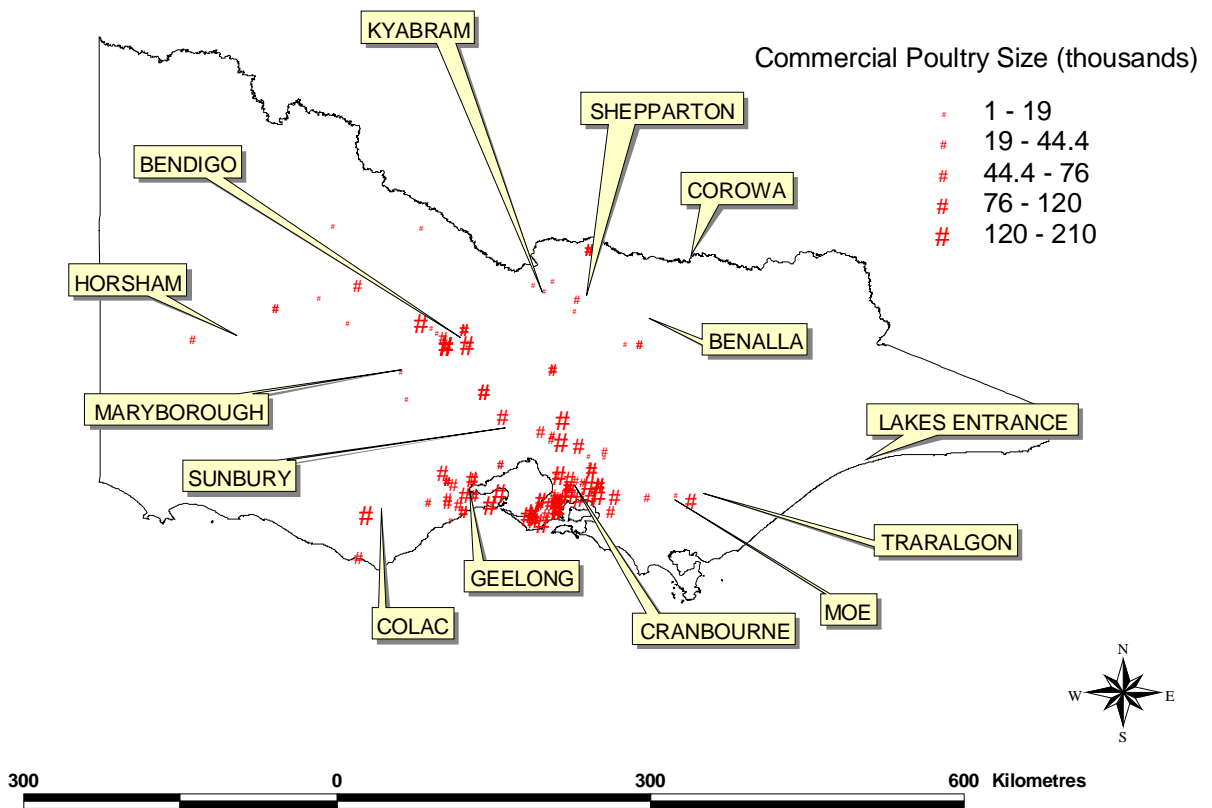 KYABRAM
Commercial Poultry Size (thousands)
# 1 - 19
# 19 - 44.4
# 44.4 - 76
# 76 - 120
# 120 - 210
SHEPPARTON
BENDIGO
COROWA
HORSHAM
BENALLA
MARYBOROUGH
LAKES ENTRANCE
SUNBURY
TRARALGON
GEELONG
MOE
COLAC
CRANBOURNE
N
W E
S
300 0 300 600 Kilometres